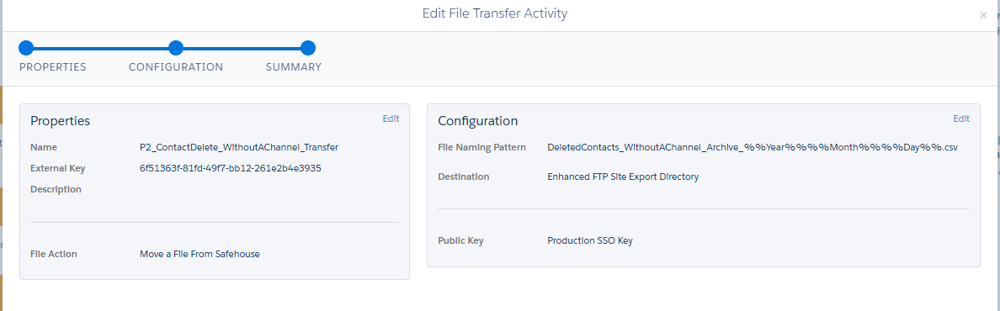 Edit File Transfer Activity
×
PROPERTIES CONFIGURATION SUMMARY
Properties Edit
Name P2_ContactDelete_WithoutAChannel_Transfer
External Key 6f51363f-81fd-49f7-bb12-261e2b4e3935
Description
File Action Move a File From Safehouse
Configuration Edit
File Naming Pattern DeletedContacts_WithoutAChannel_Archive_%%Year%%%%Month%%%%Day%%.csv
Destination Enhanced FTP Site Export Directory
Public Key Production SSO Key